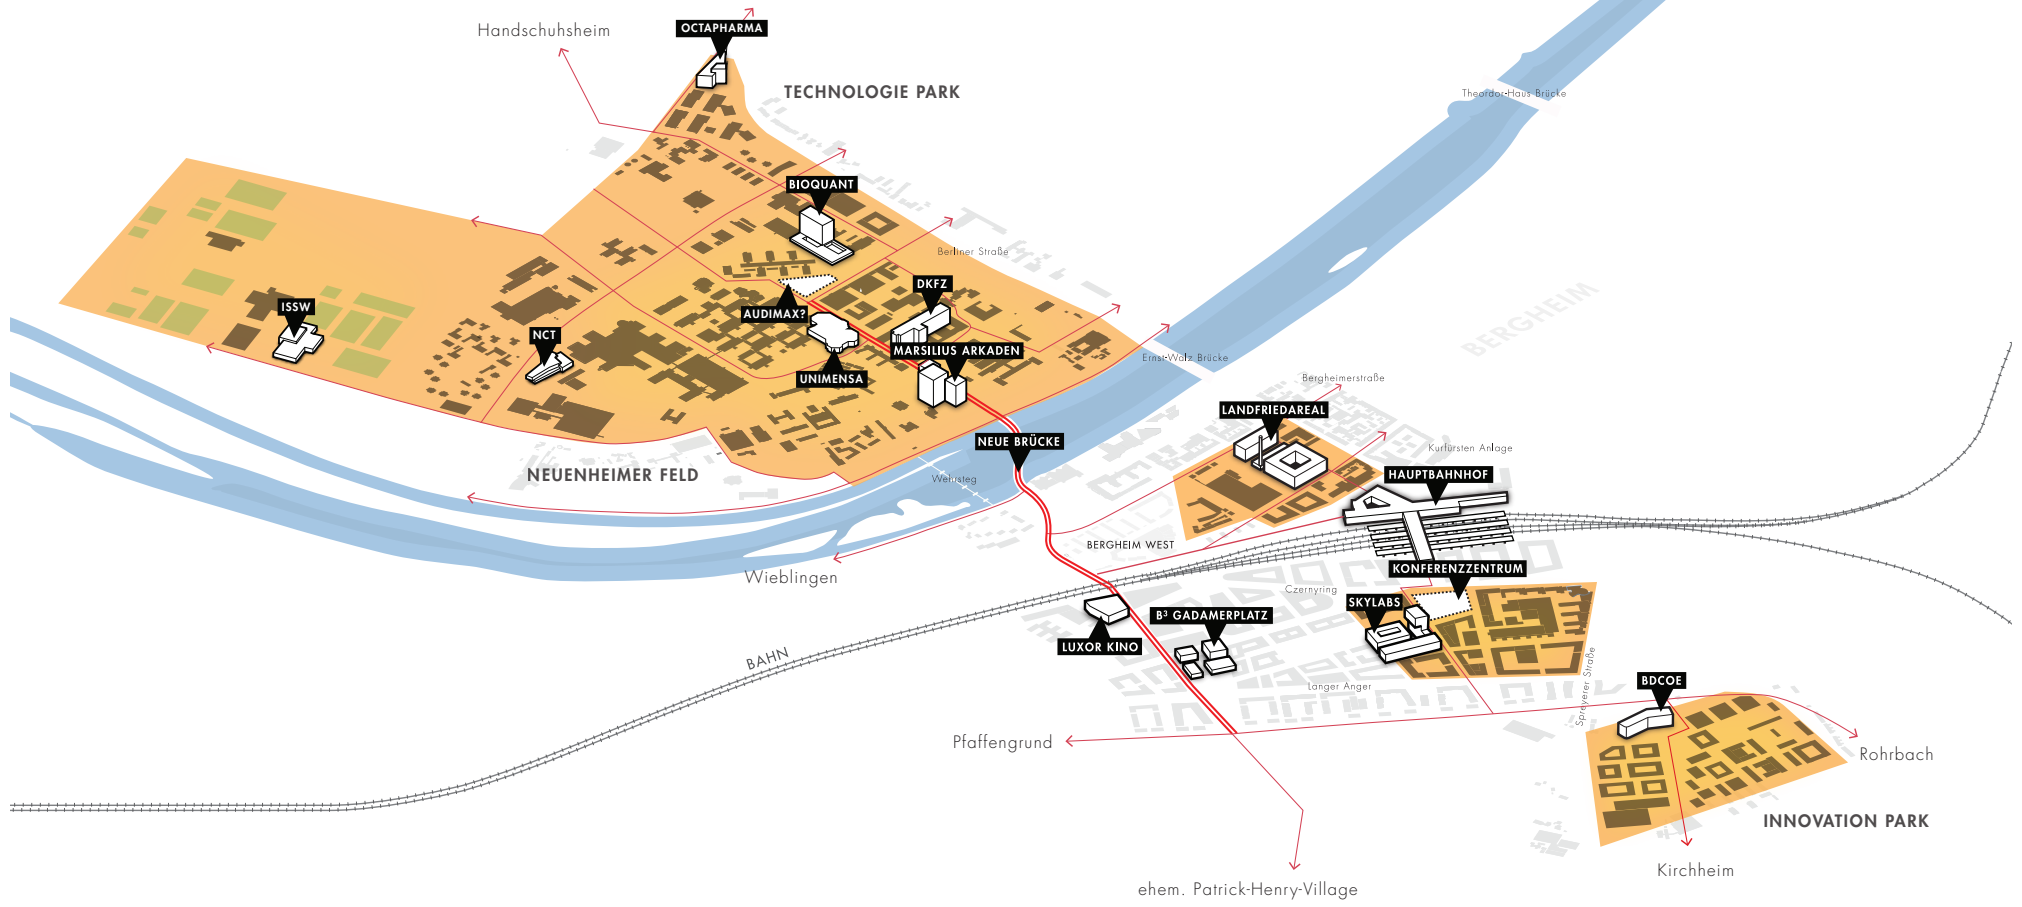 Handschuhsheim
OCTAPHARMA
TECHNOLOGIE PARK
Theordor-Haus Brücke
BIOQUANT
Berliner Straße
DKFZ
ISSW
AUDIMAX?
NCT
MARSILIUS ARKADEN
UNIMENSA
Ernst-Walz Brücke
BERGHEIM
Bergheimerstraße
LANDFRIEDAREAL
NEUE BRÜCKE
Kurfürsten Anlage
NEUENHEIMER FELD
Wehrsteg
HAUPTBAHNHOF
BERGHEIM WEST
Wieblingen
KONFERENZZENTRUM
Czernyring
SKYLABS
B³ GADAMERPLATZ
LUXOR KINO
BAHN
Langer Anger
Speyerer Straße
BDCOE
Pfaffengrund
Rohrbach
INNOVATION PARK
Kirchheim
ehem. Patrick-Henry-Village